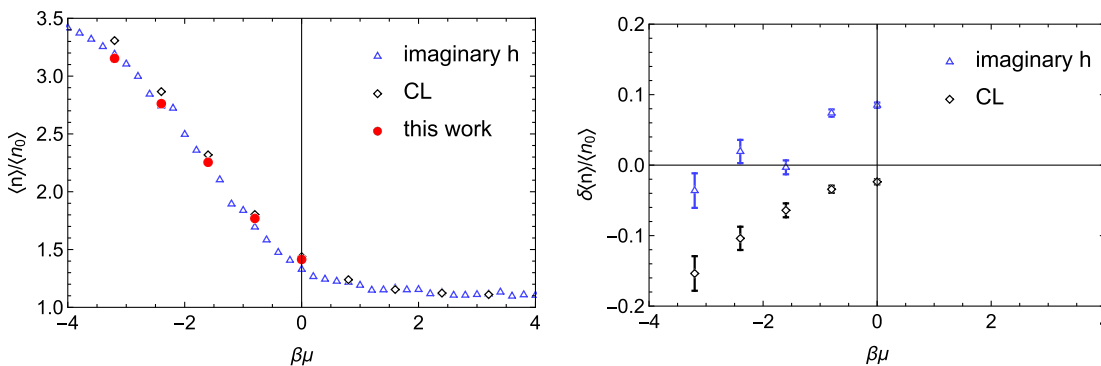 3.5
3.0
2.5
2.0
1.5
1.0
⟨n⟩/⟨n₀⟩
−4
−2
0
2
4
βμ
imaginary h
CL
this work
0.2
0.1
0.0
−0.1
−0.2
δ⟨n⟩/⟨n₀⟩
−4
−2
0
2
4
βμ
imaginary h
CL